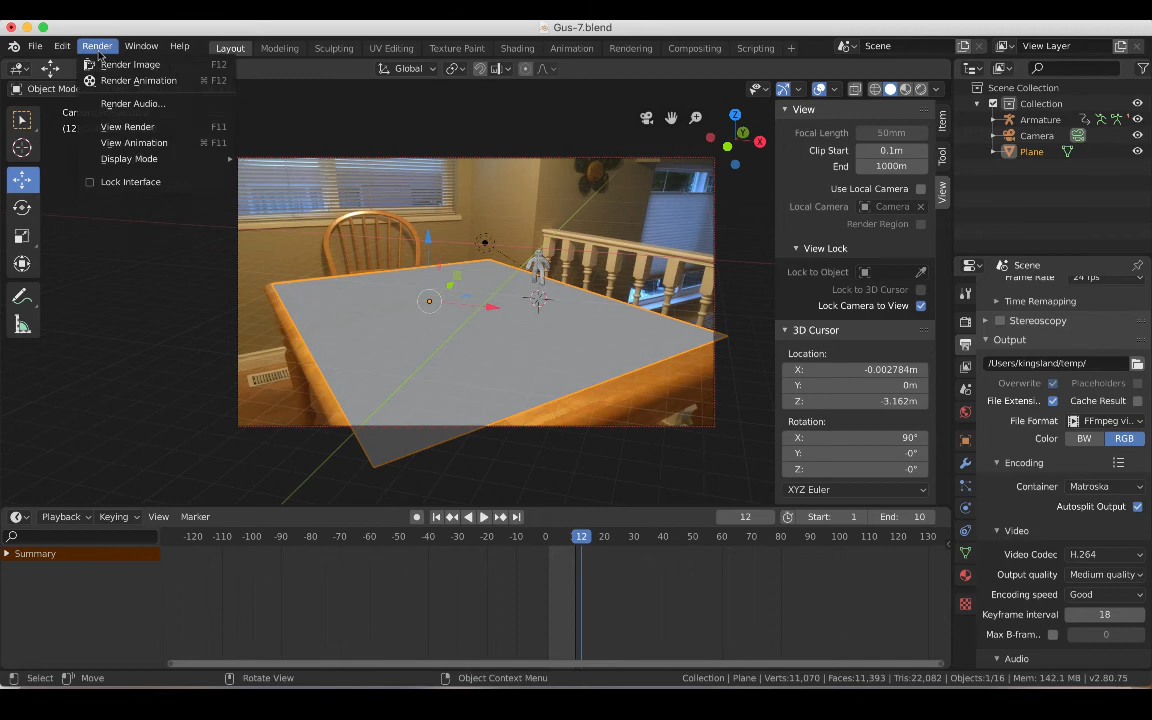 Gus-7.blend
File Edit Render Window Help Layout Modeling Sculpting UV Editing Texture Paint Shading Animation Rendering Compositing Scripting + Scene View Layer
Render Image F12
Render Animation ⌘ F12
Render Audio...
View Render F11
View Animation ⌘ F11
Display Mode
Lock Interface
Object Mode
Global
(12
X
Y
Z
View
Focal Length 50mm
Clip Start 0.1m
End 1000m
Use Local Camera
Local Camera Camera
Render Region
View Lock
Lock to Object
Lock to 3D Cursor
Lock Camera to View
3D Cursor
Location:
X: -0.002784m
Y: 0m
Z: -3.162m
Rotation:
X: 90°
Y: -0°
Z: -0°
XYZ Euler
Item
Tool
View
Scene Collection
Collection
Armature
Camera
Plane
Scene
Frame Rate 24 fps
Time Remapping
Stereoscopy
Output
/Users/kingsland/temp/
Overwrite Placeholders
File Extensi.. Cache Result
File Format FFmpeg vi..
Color BW RGB
Encoding
Container Matroska
Autosplit Output
Video
Video Codec H.264
Output quality Medium quality
Encoding speed Good
Keyframe interval 18
Max B-fram.. 0
Audio
Playback Keying View Marker 12 Start: 1 End: 10
-120 -110 -100 -90 -80 -70 -60 -50 -40 -30 -20 -10 0 12 20 30 40 50 60 70 80 90 100 110 120 130
Summary
Select Move Rotate View Object Context Menu Collection | Plane | Verts:11,070 | Faces:11,393 | Tris:22,082 | Objects:1/16 | Mem: 142.1 MB | v2.80.75